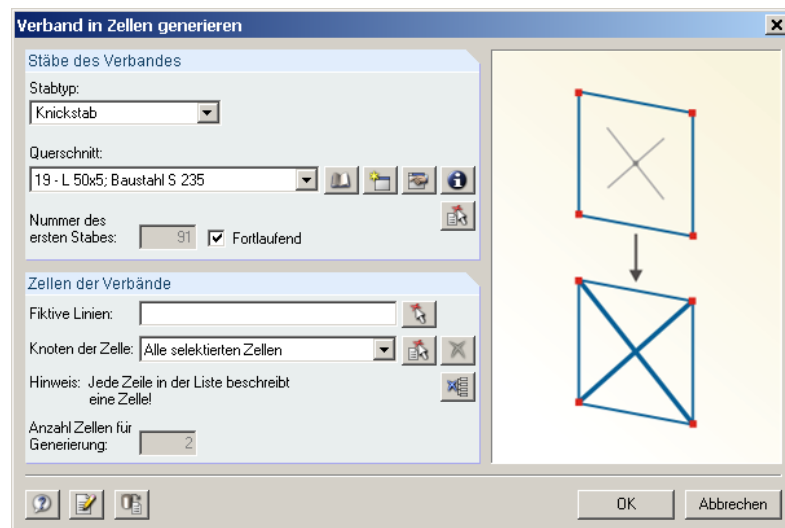 Verband in Zellen generieren
Stäbe des Verbandes
Stabtyp:
Knickstab
Querschnitt:
19 - L 50x5; Baustahl S 235
Nummer des
ersten Stabes: 91 Fortlaufend
Zellen der Verbände
Fiktive Linien:
Knoten der Zelle: Alle selektierten Zellen
Hinweis: Jede Zeile in der Liste beschreibt
eine Zelle!
Anzahl Zellen für
Generierung: 2
OK Abbrechen